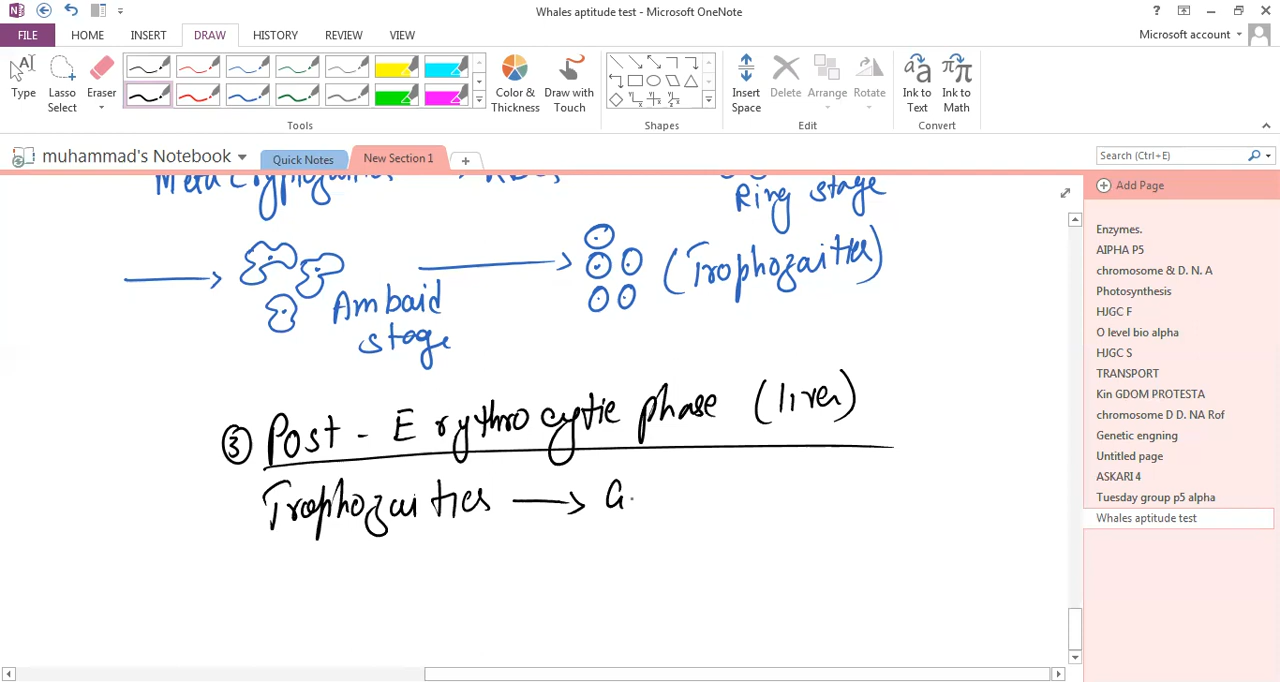 Whales aptitude test - Microsoft OneNote
FILE HOME INSERT DRAW HISTORY REVIEW VIEW
Microsoft account
Type
Lasso Select
Eraser
Color & Thickness
Draw with Touch
Insert Space
Delete
Arrange
Rotate
Ink to Text
Ink to Math
Tools
Shapes
Edit
Convert
muhammad's Notebook
Quick Notes
New Section 1
Search (Ctrl+E)
Add Page
Enzymes.
AlPHA P5
chromosome & D. N. A
Photosynthesis
HJGC F
O level bio alpha
HJGC S
TRANSPORT
Kin GDOM PROTESTA
chromosome D D. NA Rof
Genetic engning
Untitled page
ASKARI 4
Tuesday group p5 alpha
Whales aptitude test
Ring stage
Ambaid
stage
(Trophozaities)
③ Post - Erythrocytic phase (liver)
Trophozaities → G